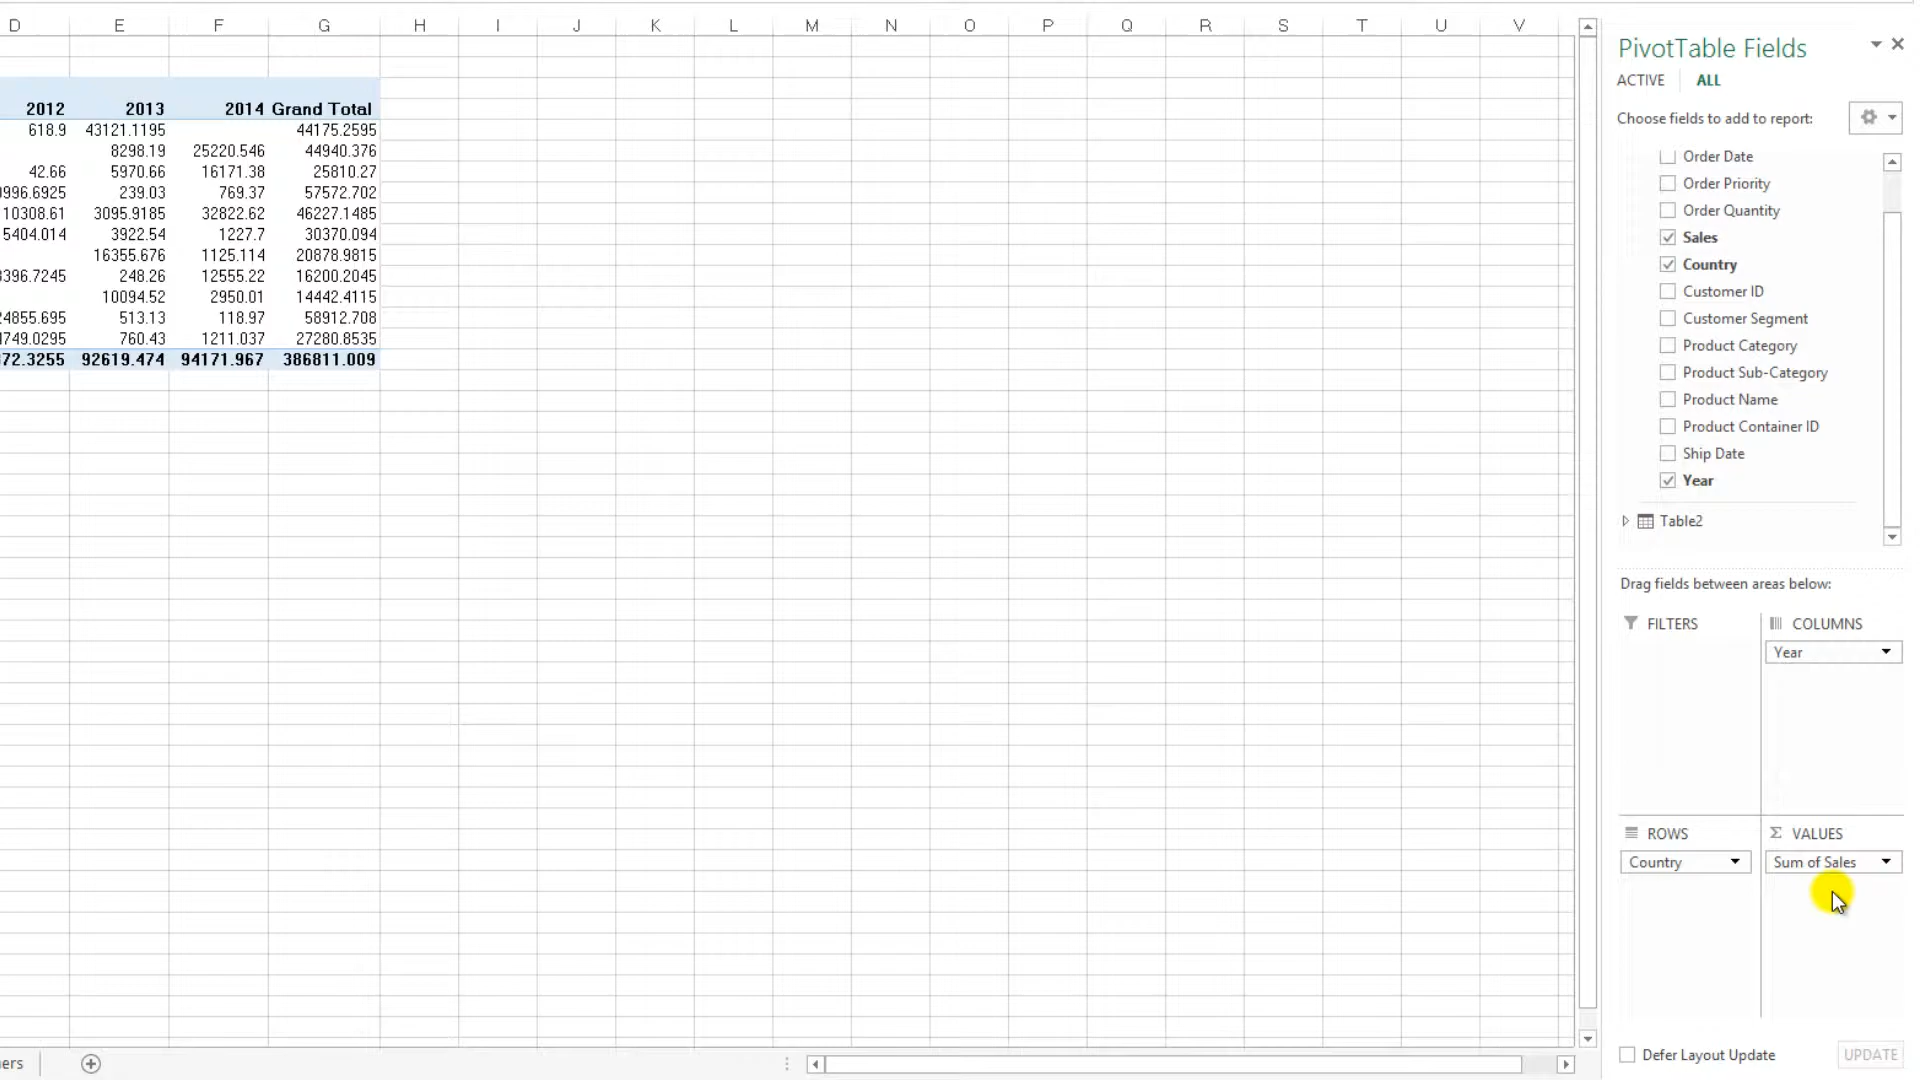 D E F G H I J K L M N O P Q R S T U V
2012 2013 2014 Grand Total
618.9 43121.1195 44175.2595
8298.19 25220.546 44940.376
42.66 5970.66 16171.38 25810.27
239.03 769.37 57572.702
10308.61 3095.9185 32822.62 46227.1485
5404.014 3922.54 1227.7 30370.094
16355.676 1125.114 20878.9815
248.26 12555.22 16200.2045
10094.52 2950.01 14442.4115
513.13 118.97 58912.708
760.43 1211.037 27280.8535
92619.474 94171.967 386811.009
PivotTable Fields
ACTIVE ALL
Choose fields to add to report:
Order Date
Order Priority
Order Quantity
Sales
Country
Customer ID
Customer Segment
Product Category
Product Sub-Category
Product Name
Product Container ID
Ship Date
Year
Table2
Drag fields between areas below:
FILTERS
COLUMNS
Year
ROWS
Country
Σ VALUES
Sum of Sales
Defer Layout Update
UPDATE